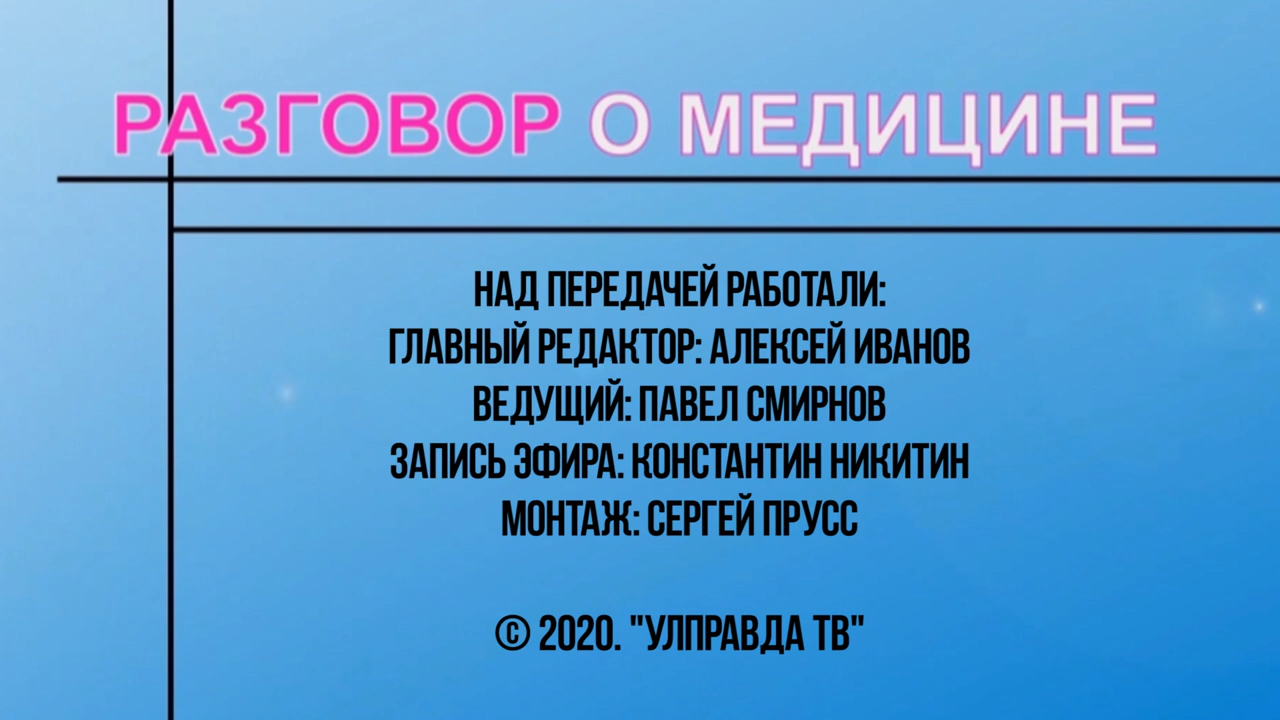 РАЗГОВОР О МЕДИЦИНЕ
НАД ПЕРЕДАЧЕЙ РАБОТАЛИ:
ГЛАВНЫЙ РЕДАКТОР: АЛЕКСЕЙ ИВАНОВ
ВЕДУЩИЙ: ПАВЕЛ СМИРНОВ
ЗАПИСЬ ЭФИРА: КОНСТАНТИН НИКИТИН
МОНТАЖ: СЕРГЕЙ ПРУСС
© 2020. "УЛПРАВДА ТВ"